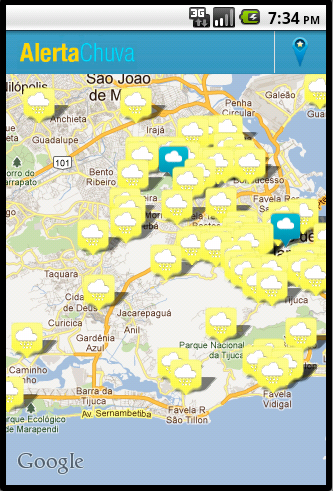 3G
7:34 PM
AlertaChuva
São João
de M
Anchieta
Guadalupe
Irajá
Penha
Circular
Galeão
101
Bento
Ribeiro
Favela
Taquara
Cidade
de Deus
Curicica
Jacarepaguá
Anil
Gardênia
Azul
Tijuca
Parque Nacional
da Tijuca
Caminho
Barra da
Tijuca
Av. Sernambetiba
Favela R
São Tillon
Favela
Vidigal
Parque Ecológico
de Marapendi
Google